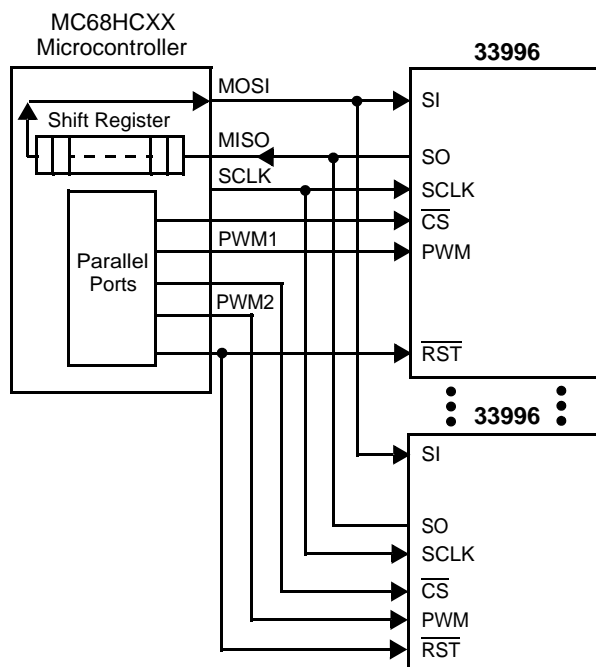 MC68HCXX
Microcontroller
Shift Register
Parallel
Ports
MOSI
MISO
SCLK
PWM1
PWM2
33996
SI
SO
SCLK
CS
PWM
RST
33996
SI
SO
SCLK
CS
PWM
RST